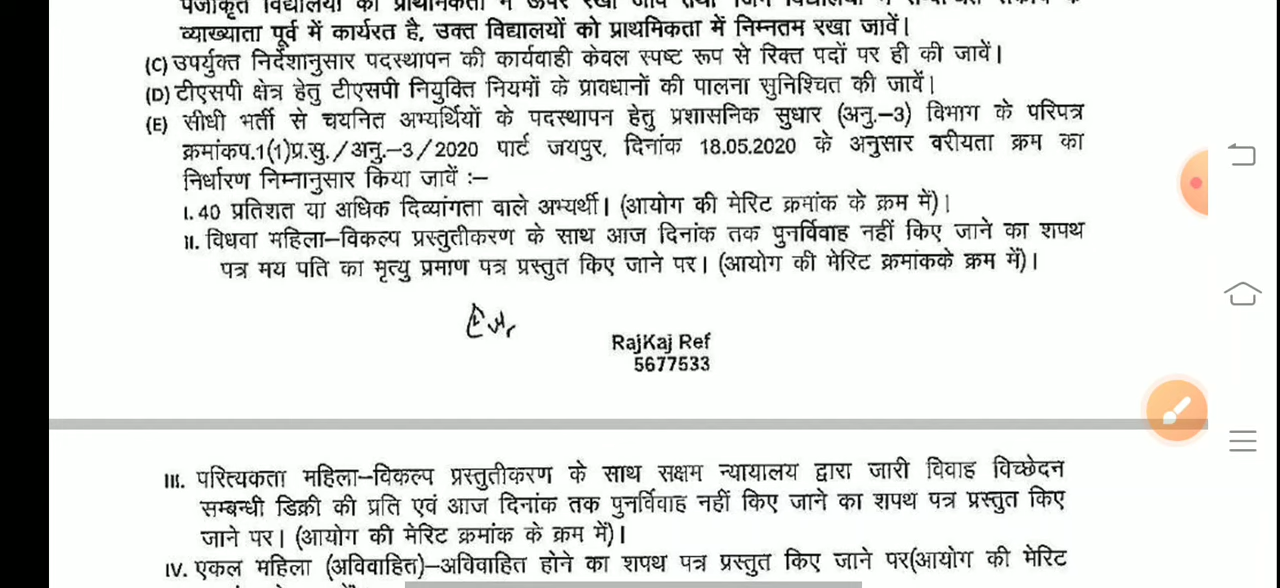 व्याख्याता पूर्व में कार्यरत है, उक्त विद्यालयों को प्राथमिकता में निम्नतम रखा जावें।
(C) उपर्युक्त निर्देशानुसार पदस्थापन की कार्यवाही केवल स्पष्ट रूप से रिक्त पदों पर ही की जावें।
(D) टीएसपी क्षेत्र हेतु टीएसपी नियुक्ति नियमों के प्रावधानों की पालना सुनिश्चित की जावें।
(E) सीधी भर्ती से चयनित अभ्यर्थियों के पदस्थापन हेतु प्रशासनिक सुधार (अनु.–3) विभाग के परिपत्र
क्रमांकप.1(1)प्र.सु./अनु.–3/2020 पार्ट जयपुर, दिनांक 18.05.2020 के अनुसार वरीयता क्रम का
निर्धारण निम्नानुसार किया जावें :–
I. 40 प्रतिशत या अधिक दिव्यांगता वाले अभ्यर्थी। (आयोग की मेरिट क्रमांक के क्रम में)।
II. विधवा महिला–विकल्प प्रस्तुतीकरण के साथ आज दिनांक तक पुनर्विवाह नहीं किए जाने का शपथ
पत्र मय पति का मृत्यु प्रमाण पत्र प्रस्तुत किए जाने पर। (आयोग की मेरिट क्रमांकके क्रम में)।
RajKaj Ref
5677533
III. परित्यकता महिला–विकल्प प्रस्तुतीकरण के साथ सक्षम न्यायालय द्वारा जारी विवाह विच्छेदन
सम्बन्धी डिक्री की प्रति एवं आज दिनांक तक पुनर्विवाह नहीं किए जाने का शपथ पत्र प्रस्तुत किए
जाने पर। (आयोग की मेरिट क्रमांक के क्रम में)।
IV. एकल महिला (अविवाहित)–अविवाहित होने का शपथ पत्र प्रस्तुत किए जाने पर(आयोग की मेरिट